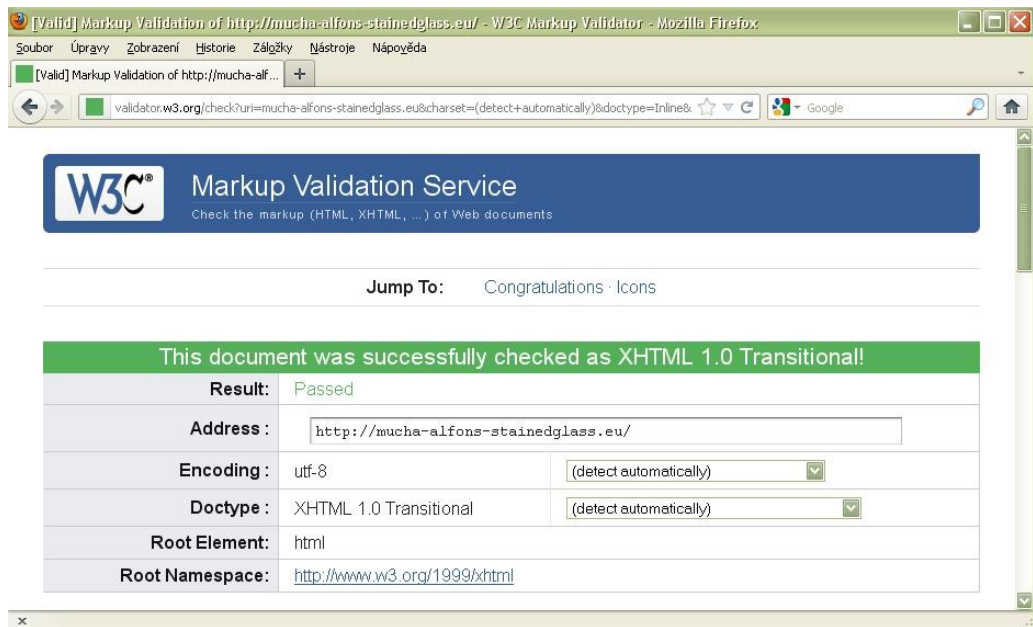 [Valid] Markup Validation of http://mucha-alfons-stainedglass.eu/ - W3C Markup Validator - Mozilla Firefox
Soubor Úpravy Zobrazení Historie Záložky Nástroje Nápověda
[Valid] Markup Validation of http://mucha-alf... +
validator.w3.org/check?uri=mucha-alfons-stainedglass.eu&charset=(detect+automatically)&doctype=Inline& Google
W3C® Markup Validation Service
Check the markup (HTML, XHTML, ...) of Web documents
Jump To: Congratulations · Icons
This document was successfully checked as XHTML 1.0 Transitional!
Result: Passed
Address : http://mucha-alfons-stainedglass.eu/
Encoding : utf-8 (detect automatically)
Doctype : XHTML 1.0 Transitional (detect automatically)
Root Element: html
Root Namespace: http://www.w3.org/1999/xhtml
x